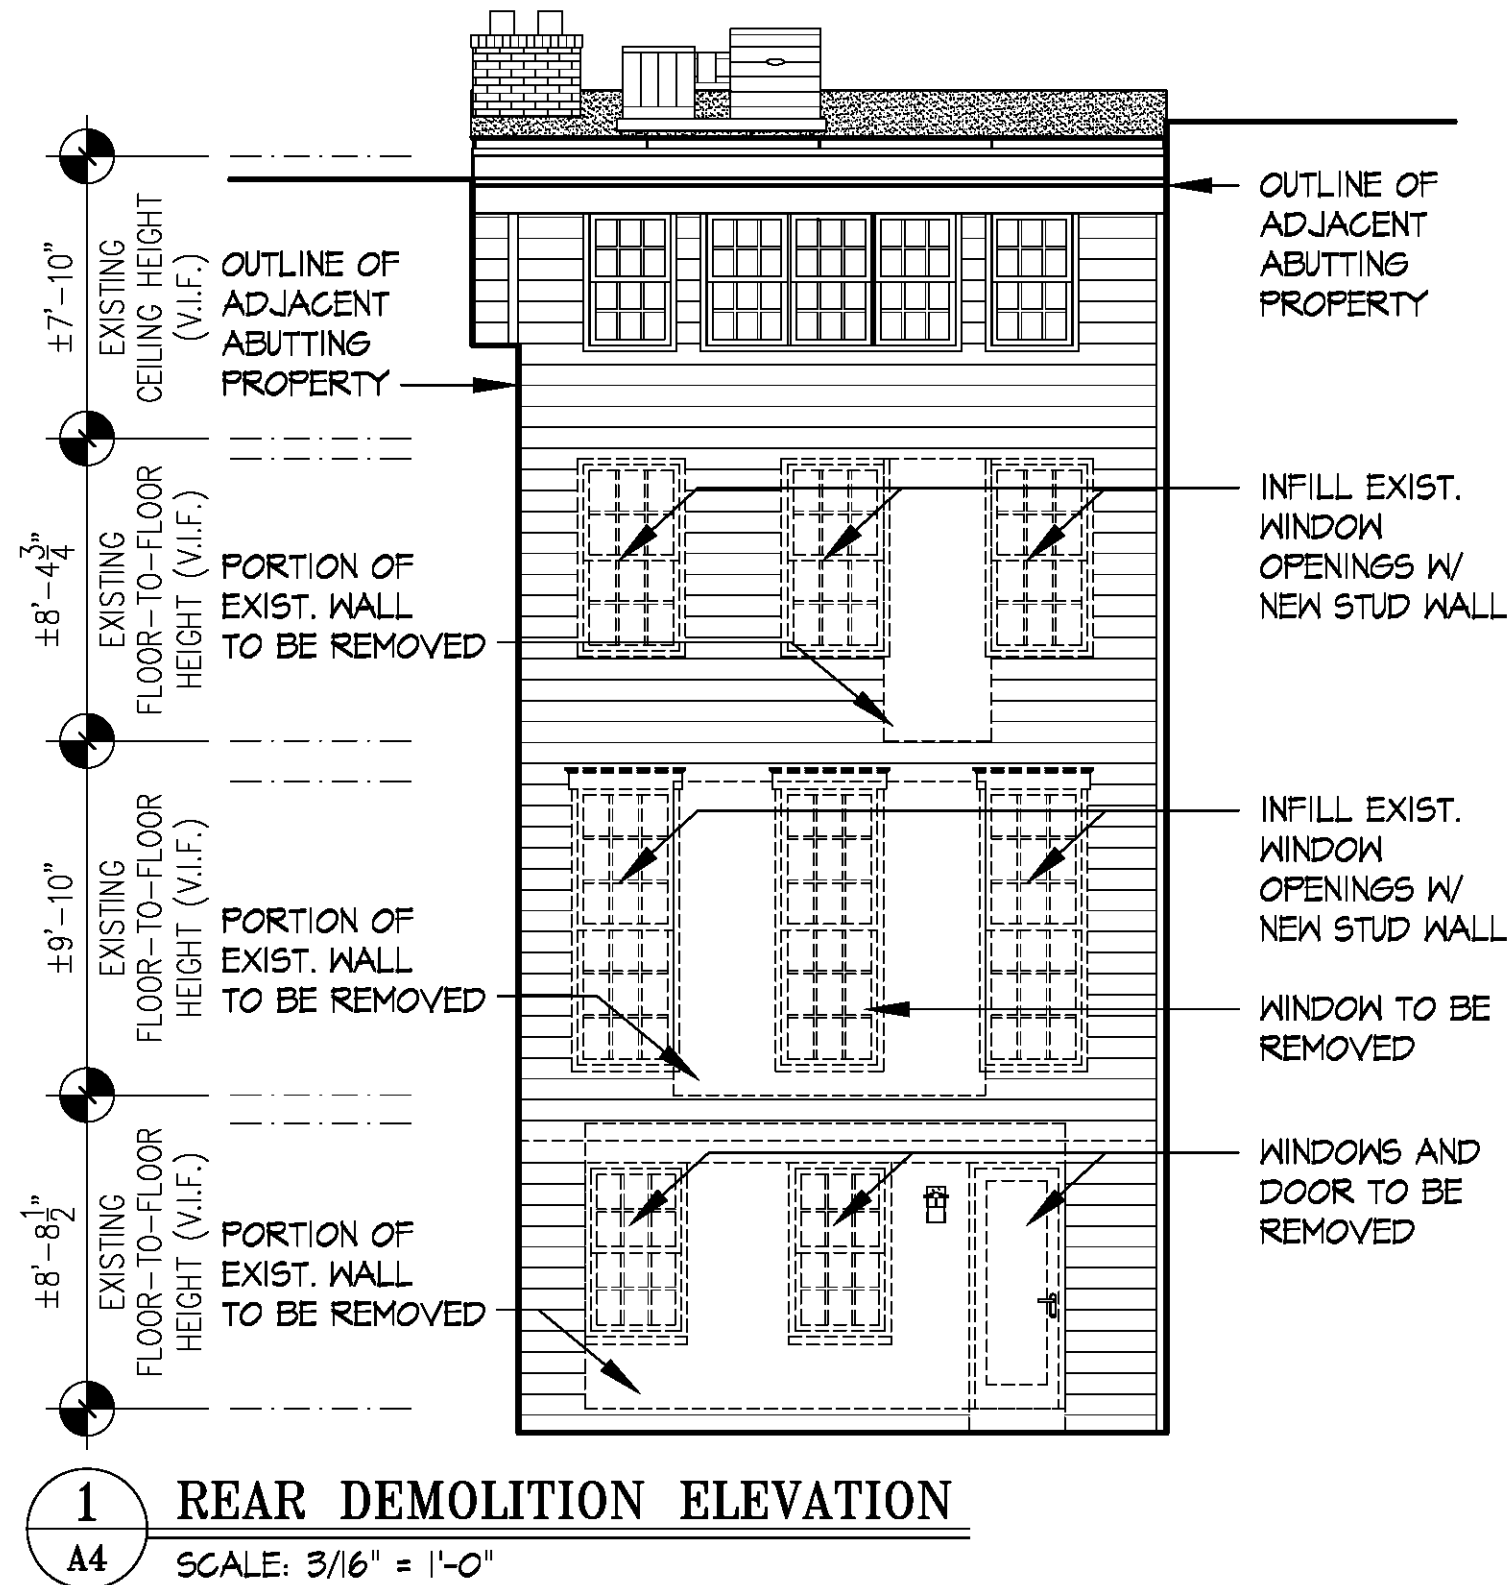 ±7'-10"
EXISTING
CEILING HEIGHT
(V.I.F.)
OUTLINE OF
ADJACENT
ABUTTING
PROPERTY
OUTLINE OF
ADJACENT
ABUTTING
PROPERTY
±8'-4 3/4"
EXISTING
FLOOR-TO-FLOOR
HEIGHT (V.I.F.)
PORTION OF
EXIST. WALL
TO BE REMOVED
INFILL EXIST.
WINDOW
OPENINGS W/
NEW STUD WALL
±9'-10"
EXISTING
FLOOR-TO-FLOOR
HEIGHT (V.I.F.)
PORTION OF
EXIST. WALL
TO BE REMOVED
INFILL EXIST.
WINDOW
OPENINGS W/
NEW STUD WALL
WINDOW TO BE
REMOVED
±8'-8 1/2"
EXISTING
FLOOR-TO-FLOOR
HEIGHT (V.I.F.)
PORTION OF
EXIST. WALL
TO BE REMOVED
WINDOWS AND
DOOR TO BE
REMOVED
1
A4
REAR DEMOLITION ELEVATION
SCALE: 3/16" = 1'-0"